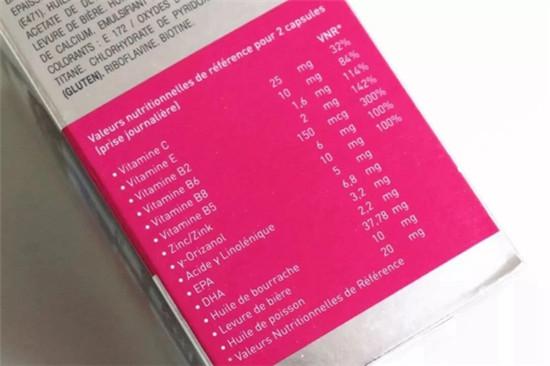 (E471), HUI
ACETATE DE
LEVURE DE BIÈRE, HO
DE CALCIUM. EMULSIFIANT
COLORANTS : E 172 / OXYDES D
TITANE. CHLORHYDRATE DE PYRIDO
(GLUTEN), RIBOFLAVINE, BIOTINE.
Valeurs nutritionnelles de référence pour 2 capsules VNR*
(prise journalière)
• Vitamine C 25 mg 32%
• Vitamine E 10 mg 84%
• Vitamine B2 1,6 mg 114%
• Vitamine B6 2 mg 142%
• Vitamine B8 150 mcg 300%
• Vitamine B5 6 mg 100%
• Zinc/Zink 10 mg 100%
• γ-Orizanol 5 mg
• Acide γ Linolénique 6,8 mg
• EPA 3.2 mg
• DHA 2.2 mg
• Huile de bourrache 37.78 mg
• Levure de bière 10 mg
• Huile de poisson 20 mg
* Valeurs Nutritionnelles de Référence